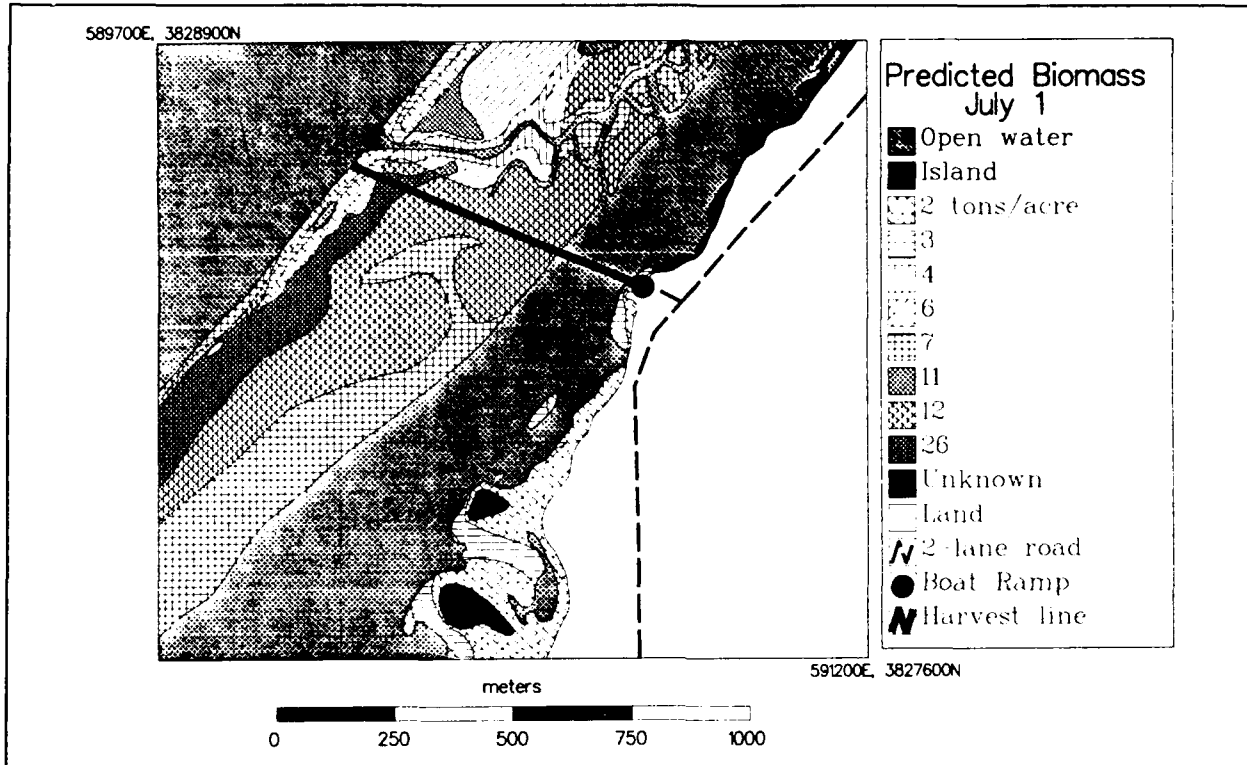 589700E, 3828900N
Predicted Biomass
July 1
Open water
Island
2 tons/acre
3
4
6
7
11
12
26
Unknown
Land
2-lane road
Boat Ramp
Harvest line
591200E, 3827600N
meters
0 250 500 750 1000